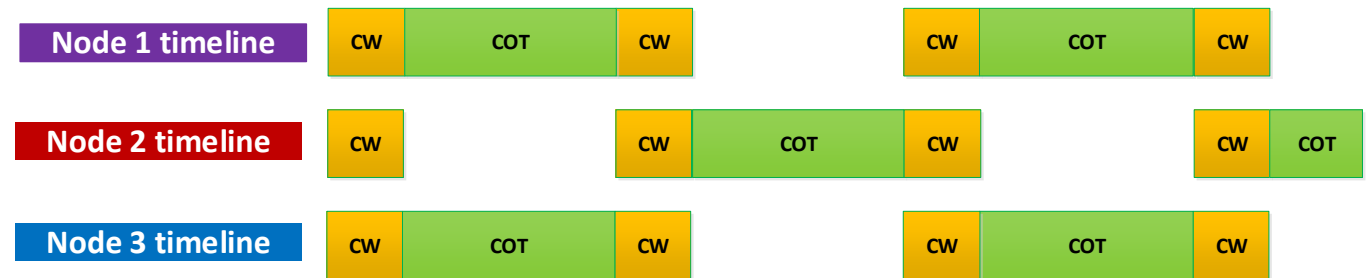 Node 1 timeline
CW COT CW CW COT CW
Node 2 timeline
CW CW COT CW CW COT
Node 3 timeline
CW COT CW CW COT CW